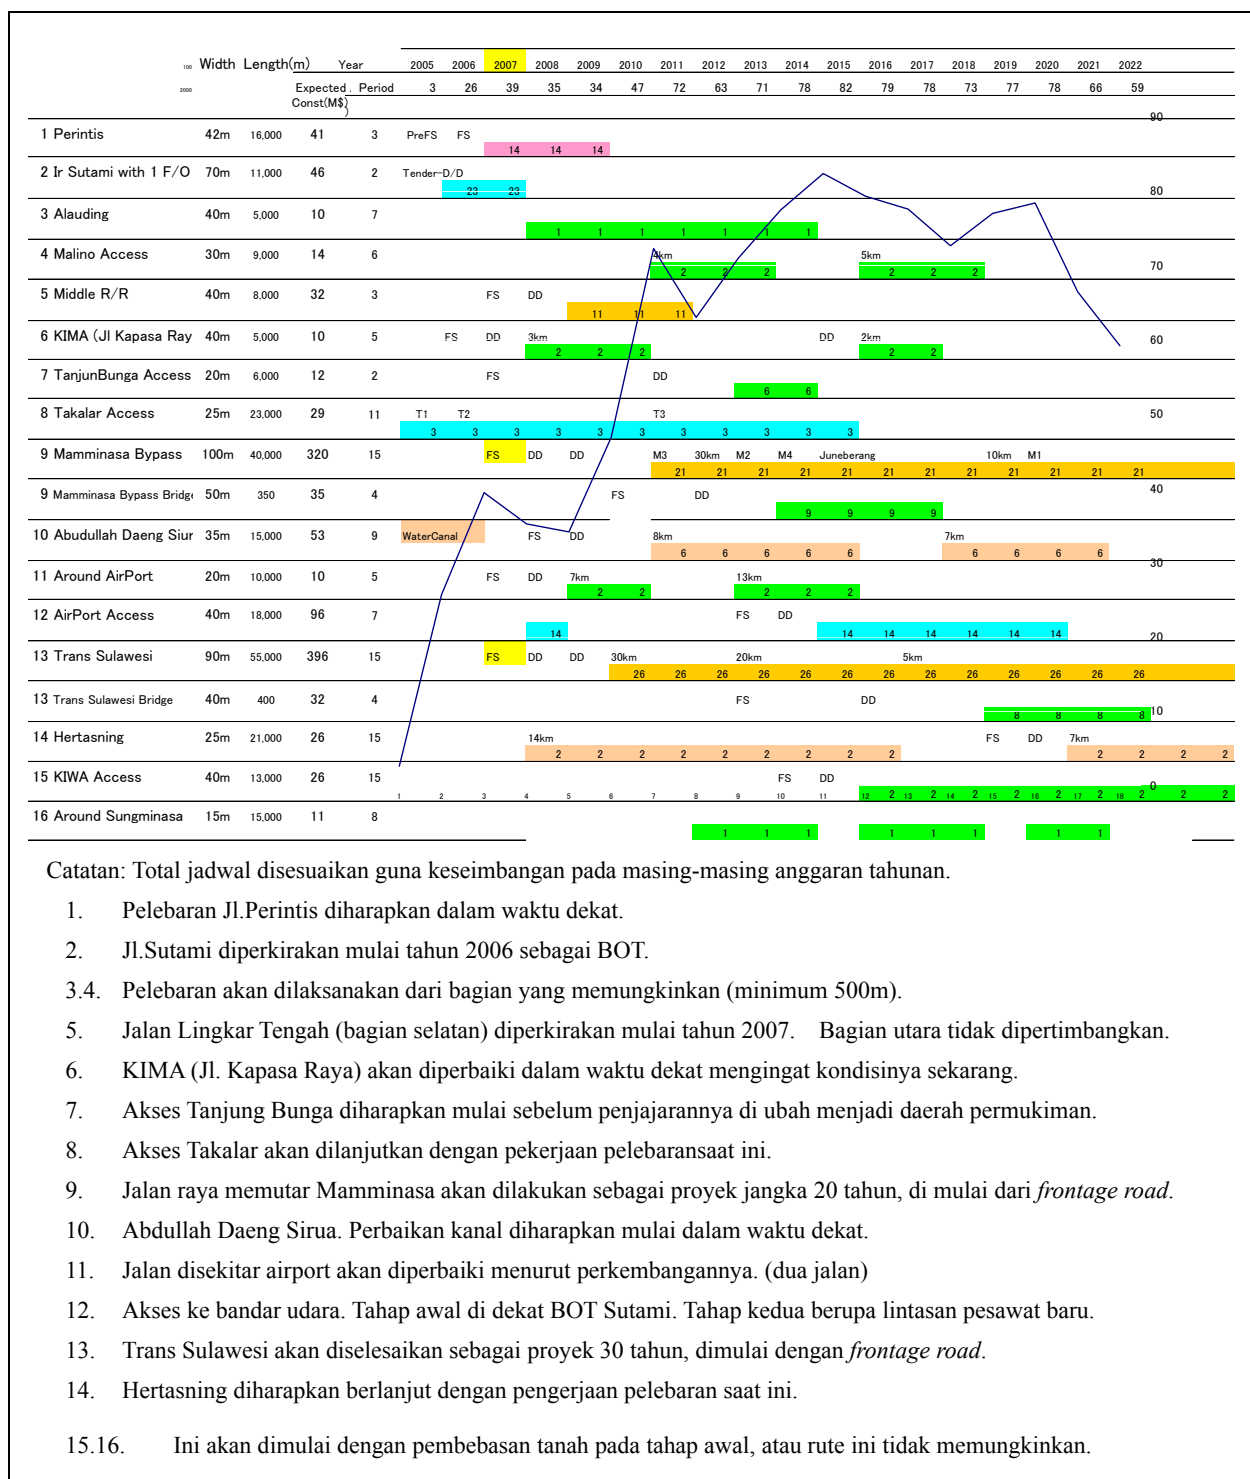 100 Width Length(m) Year 2005 2006 2007 2008 2009 2010 2011 2012 2013 2014 2015 2016 2017 2018 2019 2020 2021 2022
2000 Expected . Period 3 26 39 35 34 47 72 63 71 78 82 79 78 73 77 78 66 59
Const(M$)
90
1 Perintis 42m 16,000 41 3 PreFS FS
14 14 14
2 Ir Sutami with 1 F/O 70m 11,000 46 2 Tender-D/D
23 23 80
3 Alauding 40m 5,000 10 7
1 1 1 1 1 1 1
4 Malino Access 30m 9,000 14 6 4km 5km
2 2 2 2 2 2 70
5 Middle R/R 40m 8,000 32 3 FS DD
11 11 11
6 KIMA (Jl Kapasa Ray 40m 5,000 10 5 FS DD 3km DD 2km 60
2 2 2 2 2
7 TanjunBunga Access 20m 6,000 12 2 FS DD
6 6
8 Takalar Access 25m 23,000 29 11 T1 T2 T3 50
3 3 3 3 3 3 3 3 3 3 3
9 Mamminasa Bypass 100m 40,000 320 15 FS DD DD M3 30km M2 M4 Juneberang 10km M1
21 21 21 21 21 21 21 21 21 21 21 21
9 Mamminasa Bypass Bridge 50m 350 35 4 FS DD 40
9 9 9 9
10 Abudullah Daeng Siur 35m 15,000 53 9 WaterCanal FS DD 8km 7km
6 6 6 6 6 6 6 6 6
11 Around AirPort 20m 10,000 10 5 FS DD 7km 13km 30
2 2 2 2 2
12 AirPort Access 40m 18,000 96 7 FS DD
14 14 14 14 14 14 14 20
13 Trans Sulawesi 90m 55,000 396 15 FS DD DD 30km 20km 5km
26 26 26 26 26 26 26 26 26 26 26 26 26
13 Trans Sulawesi Bridge 40m 400 32 4 FS DD
8 8 8 8 10
14 Hertasning 25m 21,000 26 15 14km FS DD 7km
2 2 2 2 2 2 2 2 2 2 2 2 2
15 KIWA Access 40m 13,000 26 15 FS DD 0
1 2 3 4 5 6 7 8 9 10 11 12 2 13 2 14 2 15 2 16 2 17 2 18 2 2 2
16 Around Sungminasa 15m 15,000 11 8
1 1 1 1 1 1 1 1
Catatan: Total jadwal disesuaikan guna keseimbangan pada masing-masing anggaran tahunan.
1. Pelebaran Jl.Perintis diharapkan dalam waktu dekat.
2. Jl.Sutami diperkirakan mulai tahun 2006 sebagai BOT.
3.4. Pelebaran akan dilaksanakan dari bagian yang memungkinkan (minimum 500m).
5. Jalan Lingkar Tengah (bagian selatan) diperkirakan mulai tahun 2007. Bagian utara tidak dipertimbangkan.
6. KIMA (Jl. Kapasa Raya) akan diperbaiki dalam waktu dekat mengingat kondisinya sekarang.
7. Akses Tanjung Bunga diharapkan mulai sebelum penjajarannya di ubah menjadi daerah permukiman.
8. Akses Takalar akan dilanjutkan dengan pekerjaan pelebaransaat ini.
9. Jalan raya memutar Mamminasa akan dilakukan sebagai proyek jangka 20 tahun, di mulai dari frontage road.
10. Abdullah Daeng Sirua. Perbaikan kanal diharapkan mulai dalam waktu dekat.
11. Jalan disekitar airport akan diperbaiki menurut perkembangannya. (dua jalan)
12. Akses ke bandar udara. Tahap awal di dekat BOT Sutami. Tahap kedua berupa lintasan pesawat baru.
13. Trans Sulawesi akan diselesaikan sebagai proyek 30 tahun, dimulai dengan frontage road.
14. Hertasning diharapkan berlanjut dengan pengerjaan pelebaran saat ini.
15.16. Ini akan dimulai dengan pembebasan tanah pada tahap awal, atau rute ini tidak memungkinkan.